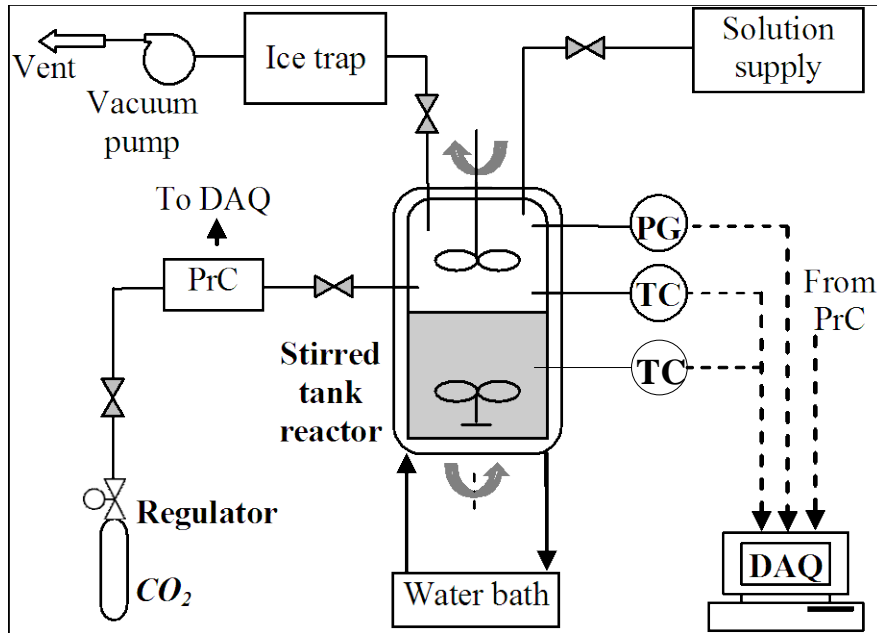 Vent
Vacuum
pump
Ice trap
Solution
supply
To DAQ
PrC
PG
TC
TC
From
PrC
Stirred
tank
reactor
Regulator
CO2
Water bath
DAQ